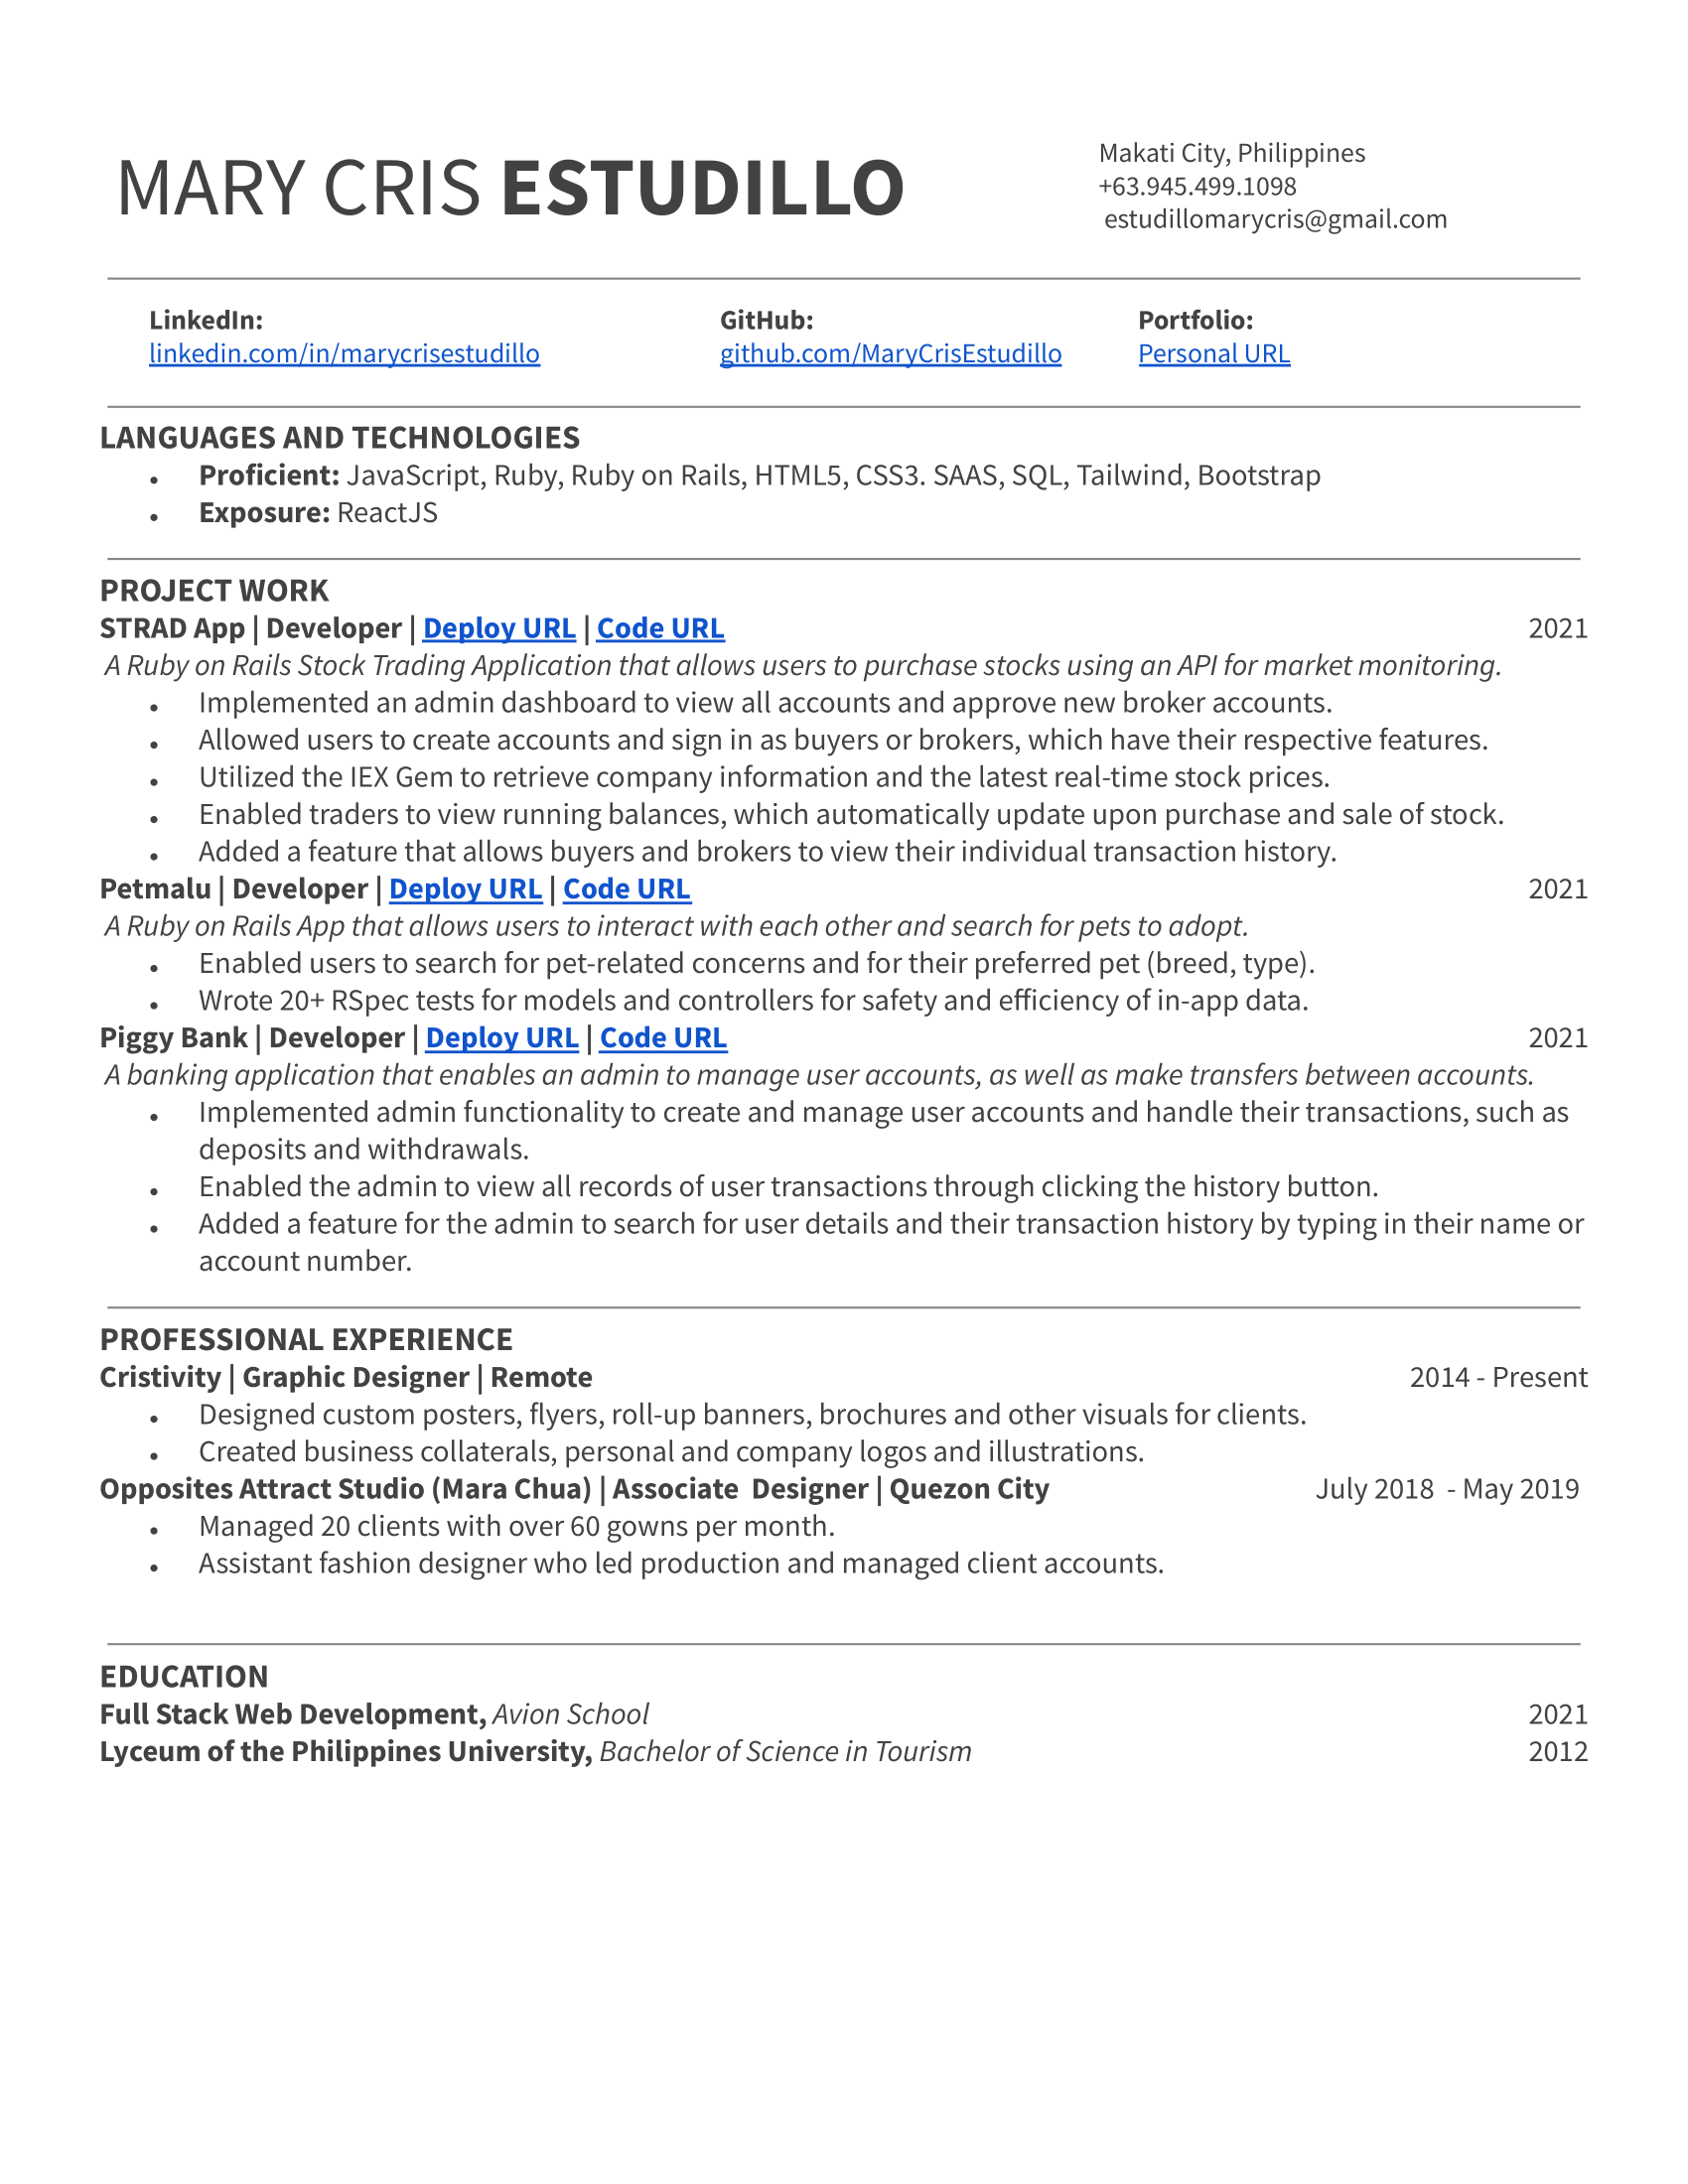 MARY CRIS ESTUDILLO
Makati City, Philippines
+63.945.499.1098
estudillomarycris@gmail.com
LinkedIn:
linkedin.com/in/marycrisestudillo
GitHub:
github.com/MaryCrisEstudillo
Portfolio:
Personal URL
LANGUAGES AND TECHNOLOGIES
• Proficient: JavaScript, Ruby, Ruby on Rails, HTML5, CSS3. SAAS, SQL, Tailwind, Bootstrap
• Exposure: ReactJS
PROJECT WORK
STRAD App | Developer | Deploy URL | Code URL 2021
A Ruby on Rails Stock Trading Application that allows users to purchase stocks using an API for market monitoring.
• Implemented an admin dashboard to view all accounts and approve new broker accounts.
• Allowed users to create accounts and sign in as buyers or brokers, which have their respective features.
• Utilized the IEX Gem to retrieve company information and the latest real-time stock prices.
• Enabled traders to view running balances, which automatically update upon purchase and sale of stock.
• Added a feature that allows buyers and brokers to view their individual transaction history.
Petmalu | Developer | Deploy URL | Code URL 2021
A Ruby on Rails App that allows users to interact with each other and search for pets to adopt.
• Enabled users to search for pet-related concerns and for their preferred pet (breed, type).
• Wrote 20+ RSpec tests for models and controllers for safety and efficiency of in-app data.
Piggy Bank | Developer | Deploy URL | Code URL 2021
A banking application that enables an admin to manage user accounts, as well as make transfers between accounts.
• Implemented admin functionality to create and manage user accounts and handle their transactions, such as
deposits and withdrawals.
• Enabled the admin to view all records of user transactions through clicking the history button.
• Added a feature for the admin to search for user details and their transaction history by typing in their name or
account number.
PROFESSIONAL EXPERIENCE
Cristivity | Graphic Designer | Remote 2014 - Present
• Designed custom posters, flyers, roll-up banners, brochures and other visuals for clients.
• Created business collaterals, personal and company logos and illustrations.
Opposites Attract Studio (Mara Chua) | Associate Designer | Quezon City July 2018 - May 2019
• Managed 20 clients with over 60 gowns per month.
• Assistant fashion designer who led production and managed client accounts.
EDUCATION
Full Stack Web Development, Avion School 2021
Lyceum of the Philippines University, Bachelor of Science in Tourism 2012